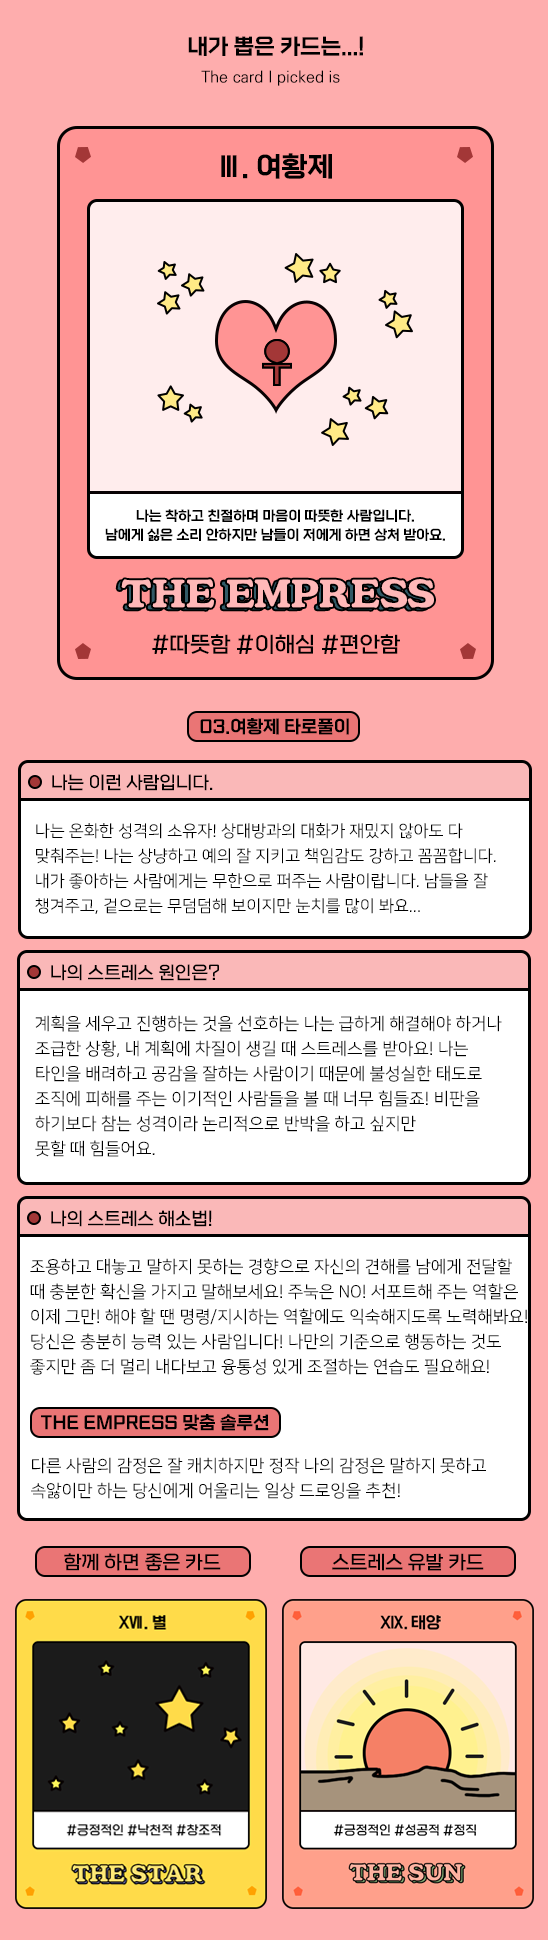 내가 뽑은 카드는...!
The card I picked is
Ⅲ. 여황제
나는 착하고 친절하며 마음이 따뜻한 사람입니다.
남에게 싫은 소리 안하지만 남들이 저에게 하면 상처 받아요.
THE EMPRESS
#따뜻함 #이해심 #편안함
03.여황제 타로풀이
나는 이런 사람입니다.
나는 온화한 성격의 소유자! 상대방과의 대화가 재밌지 않아도 다
맞춰주는! 나는 상냥하고 예의 잘 지키고 책임감도 강하고 꼼꼼합니다.
내가 좋아하는 사람에게는 무한으로 퍼주는 사람이랍니다. 남들을 잘
챙겨주고, 겉으로는 무덤덤해 보이지만 눈치를 많이 봐요...
나의 스트레스 원인은?
계획을 세우고 진행하는 것을 선호하는 나는 급하게 해결해야 하거나
조급한 상황, 내 계획에 차질이 생길 때 스트레스를 받아요! 나는
타인을 배려하고 공감을 잘하는 사람이기 때문에 불성실한 태도로
조직에 피해를 주는 이기적인 사람들을 볼 때 너무 힘들죠! 비판을
하기보다 참는 성격이라 논리적으로 반박을 하고 싶지만
못할 때 힘들어요.
나의 스트레스 해소법!
조용하고 대놓고 말하지 못하는 경향으로 자신의 견해를 남에게 전달할
때 충분한 확신을 가지고 말해보세요! 주눅은 NO! 서포트해 주는 역할은
이제 그만! 해야 할 땐 명령/지시하는 역할에도 익숙해지도록 노력해봐요!
당신은 충분히 능력 있는 사람입니다! 나만의 기준으로 행동하는 것도
좋지만 좀 더 멀리 내다보고 융통성 있게 조절하는 연습도 필요해요!
THE EMPRESS 맞춤 솔루션
다른 사람의 감정은 잘 캐치하지만 정작 나의 감정은 말하지 못하고
속앓이만 하는 당신에게 어울리는 일상 드로잉을 추천!
함께 하면 좋은 카드
스트레스 유발 카드
XⅦ. 별
XIX. 태양
#긍정적인 #낙천적 #창조적
#긍정적인 #성공적 #정직
THE STAR
THE SUN